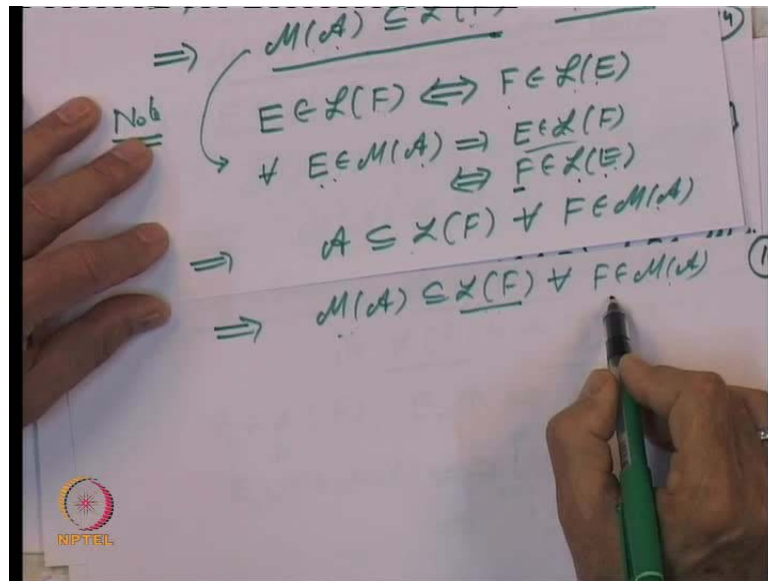 ⇒ M(A) ⊆ L(F)
Note
E ∈ L(F) ⇔ F ∈ L(E)
∀ E ∈ M(A) ⇒ E ∈ L(F)
⇔ F ∈ L(E)
⇒ A ⊆ L(F) ∀ F ∈ M(A)
⇒ M(A) ⊆ L(F) ∀ F ∈ M(A)
NPTEL